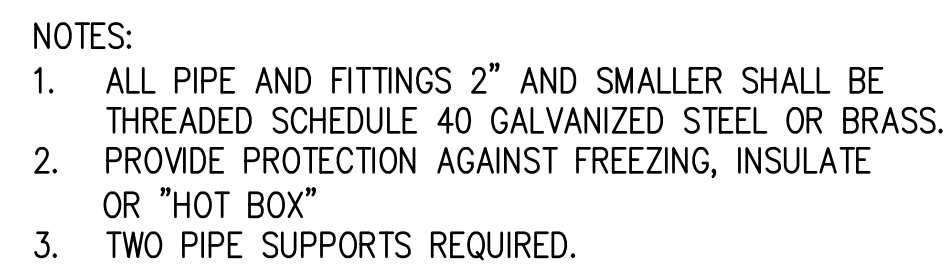 NOTES:
1. ALL PIPE AND FITTINGS 2" AND SMALLER SHALL BE
THREADED SCHEDULE 40 GALVANIZED STEEL OR BRASS.
2. PROVIDE PROTECTION AGAINST FREEZING, INSULATE
OR "HOT BOX"
3. TWO PIPE SUPPORTS REQUIRED.